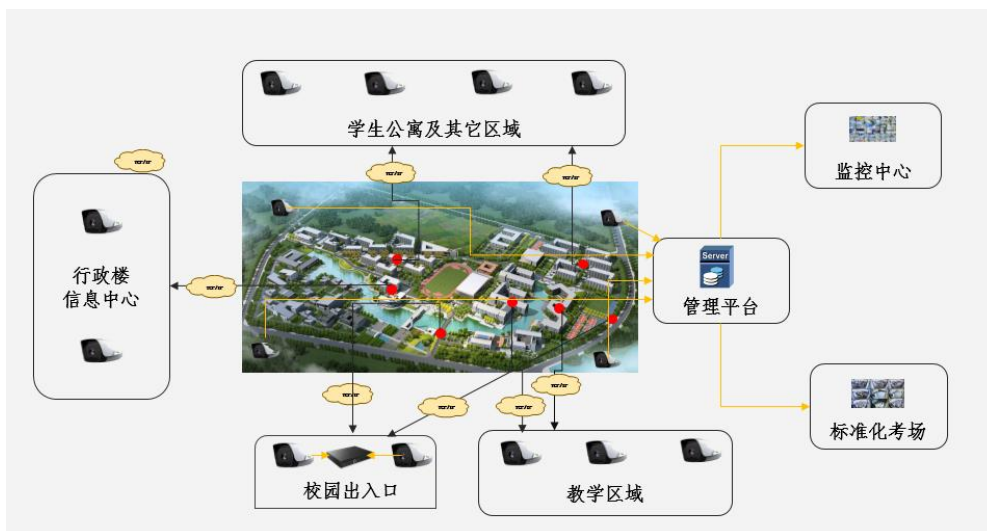 学生公寓及其它区域
监控中心
行政楼
信息中心
Server
管理平台
标准化考场
校园出入口
教学区域